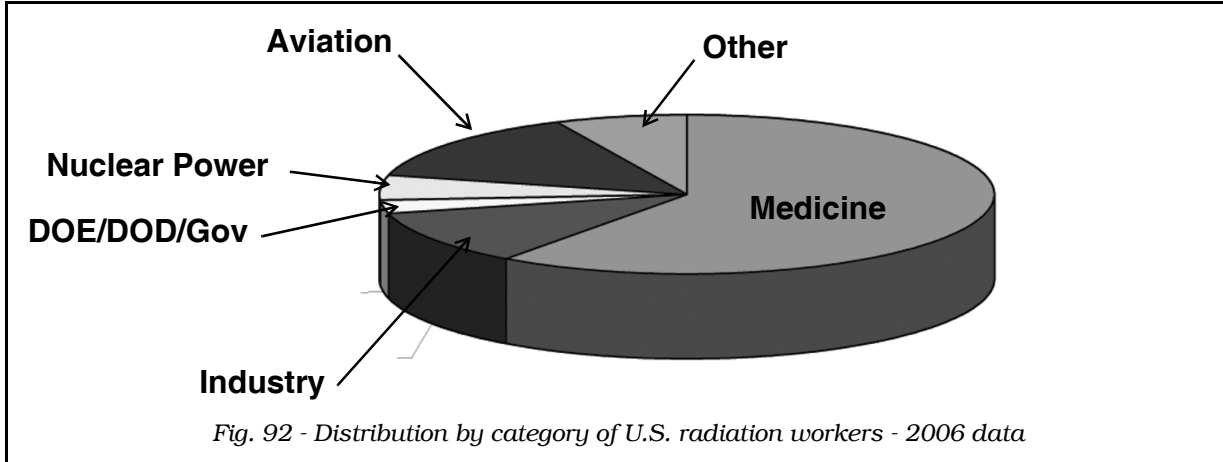 Aviation
Other
Nuclear Power
Medicine
DOE/DOD/Gov
Industry
Fig. 92 - Distribution by category of U.S. radiation workers - 2006 data